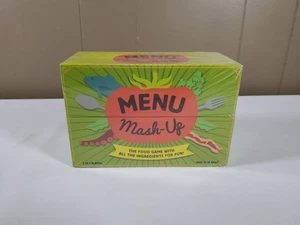 MENU
Mash-Up
THE FOOD GAME WITH
ALL THE INGREDIENTS FOR FUN!